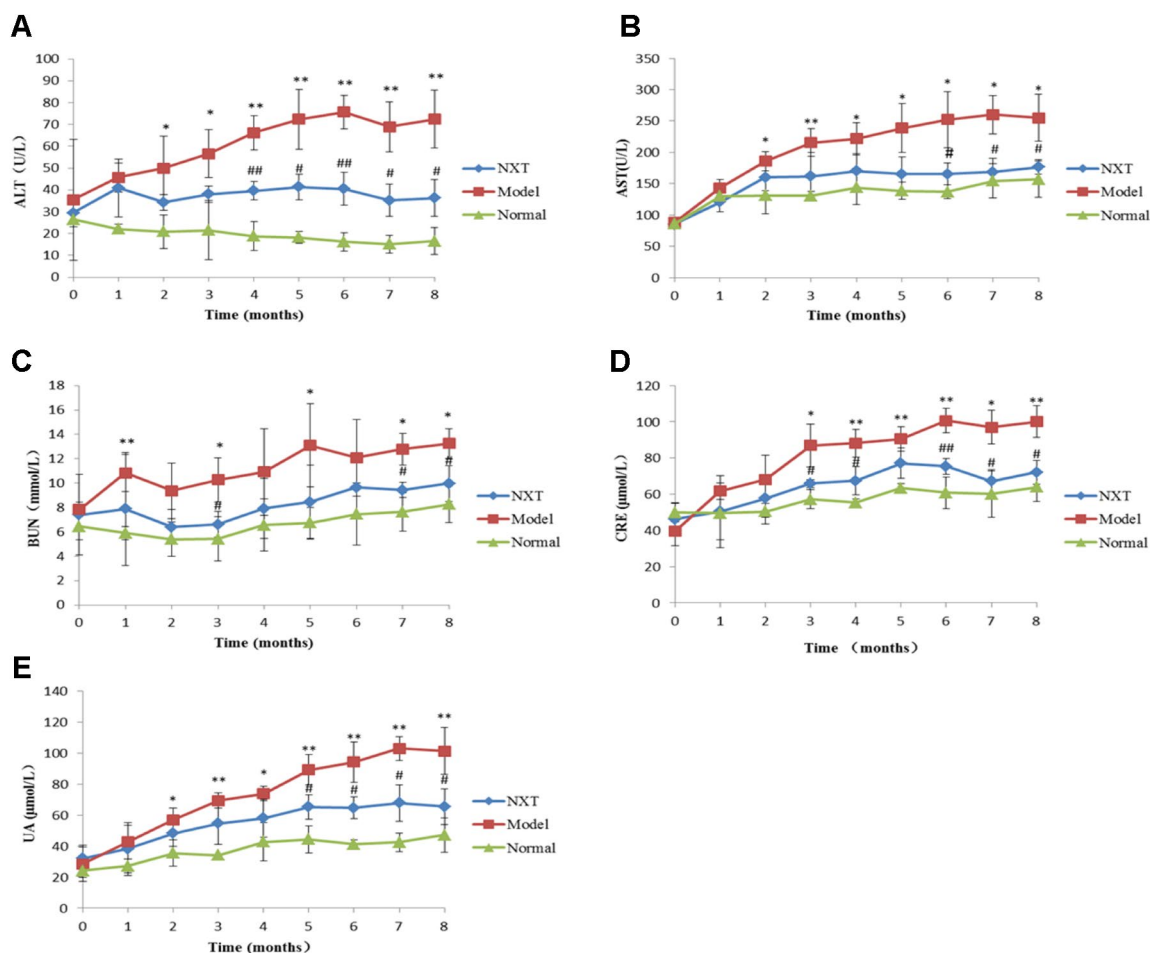 A
100
90
80
70
60
50
40
30
20
10
0
ALT (U/L)
** ** ** **
* *
## # ## # #
0 1 2 3 4 5 6 7 8
Time (months)
NXT
Model
Normal
B
350
300
250
200
150
100
50
0
AST(U/L)
* ** * * * * *
# # #
0 1 2 3 4 5 6 7 8
Time (months)
NXT
Model
Normal
C
18
16
14
12
10
8
6
4
2
0
BUN (mmol/L)
** * * * *
# # #
0 1 2 3 4 5 6 7 8
Time (months)
NXT
Model
Normal
D
120
100
80
60
40
20
0
CRE (μmol/L)
* ** ** ** * **
# # ## # #
0 1 2 3 4 5 6 7 8
Time （months）
NXT
Model
Normal
E
140
120
100
80
60
40
20
0
UA (μmol/L)
* ** * ** ** ** **
# # # #
0 1 2 3 4 5 6 7 8
Time (months)
NXT
Model
Normal